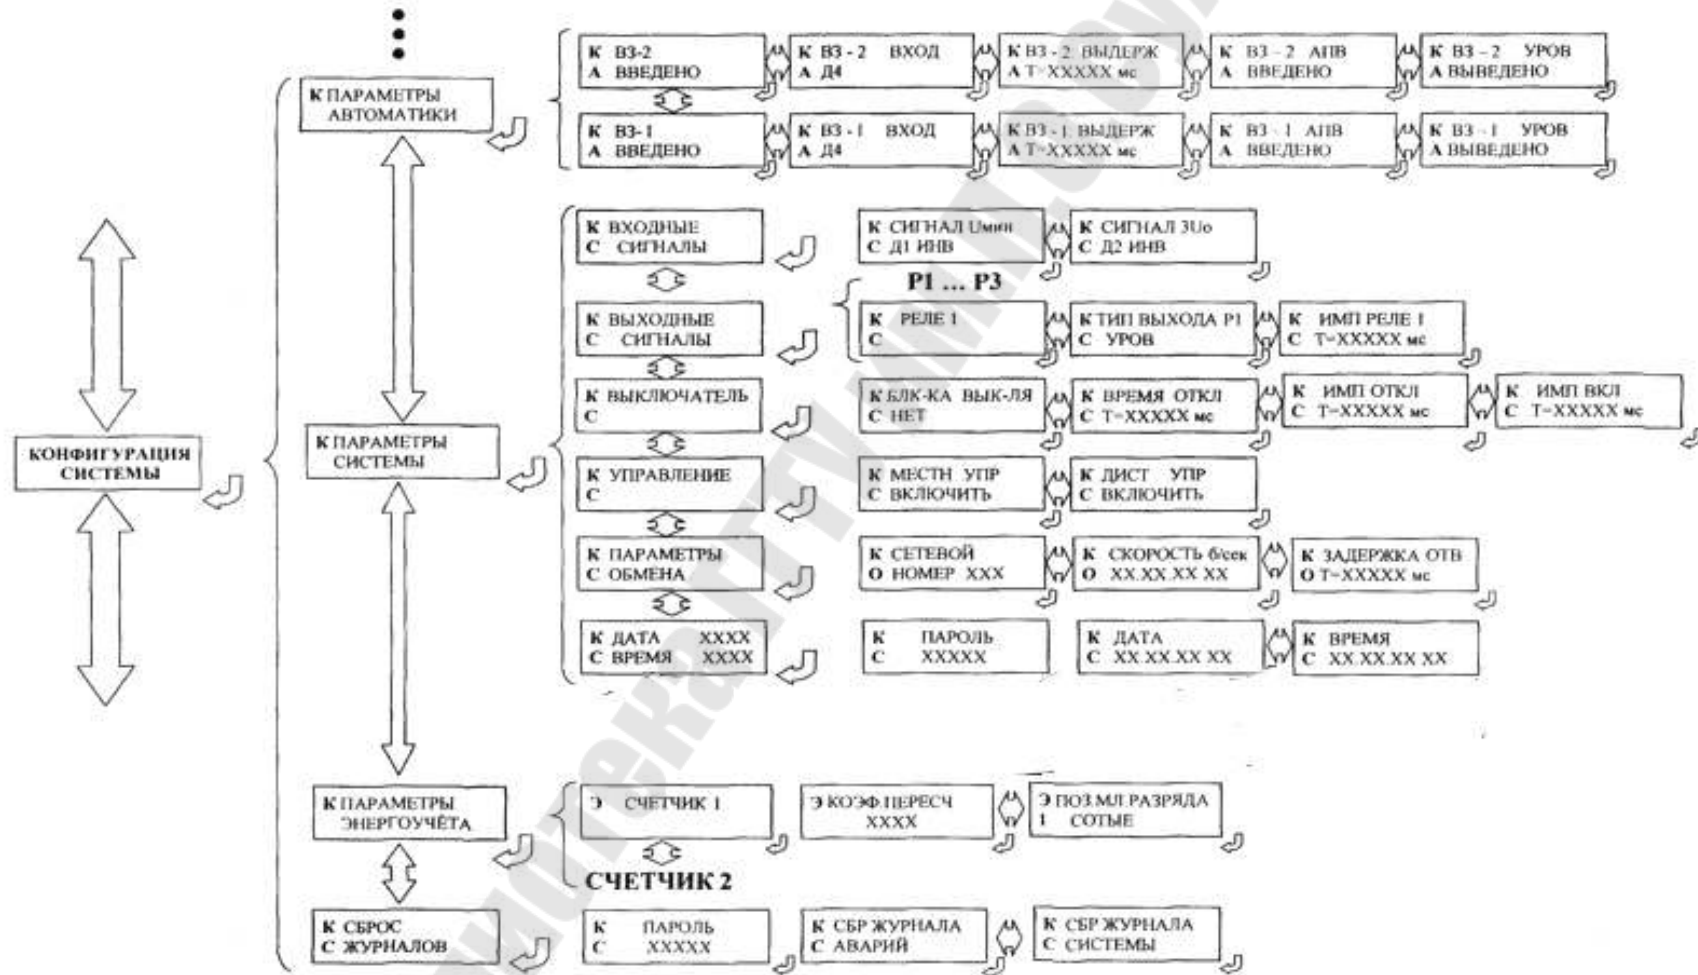 К ВЗ-2
А ВВЕДЕНО
К ВЗ - 2 ВХОД
А Д4
К ВЗ - 2 ВЫДЕРЖ
А Т=ХХХХХ мс
К ВЗ - 2 АПВ
А ВВЕДЕНО
К ВЗ - 2 УРОВ
А ВЫВЕДЕНО
К ПАРАМЕТРЫ
АВТОМАТИКИ
К ВЗ-1
А ВВЕДЕНО
К ВЗ - 1 ВХОД
А Д4
К ВЗ - 1 ВЫДЕРЖ
А Т=ХХХХХ мс
К ВЗ - 1 АПВ
А ВВЕДЕНО
К ВЗ - 1 УРОВ
А ВЫВЕДЕНО
К ВХОДНЫЕ
С СИГНАЛЫ
К СИГНАЛ Uмин
С Д1 ИНВ
К СИГНАЛ 3Uo
С Д2 ИНВ
Р1 ... Р3
К ВЫХОДНЫЕ
С СИГНАЛЫ
К РЕЛЕ 1
С
К ТИП ВЫХОДА Р1
С УРОВ
К ИМП РЕЛЕ 1
С Т=ХХХХХ мс
К ВЫКЛЮЧАТЕЛЬ
С
К БЛК-КА ВЫК-ЛЯ
С НЕТ
К ВРЕМЯ ОТКЛ
С Т=ХХХХХ мс
К ИМП ОТКЛ
С Т=ХХХХХ мс
К ИМП ВКЛ
С Т=ХХХХХ мс
КОНФИГУРАЦИЯ
СИСТЕМЫ
К ПАРАМЕТРЫ
СИСТЕМЫ
К УПРАВЛЕНИЕ
С
К МЕСТН УПР
С ВКЛЮЧИТЬ
К ДИСТ УПР
С ВКЛЮЧИТЬ
К ПАРАМЕТРЫ
С ОБМЕНА
К СЕТЕВОЙ
О НОМЕР ХХХ
К СКОРОСТЬ б/сек
О ХХ.ХХ.ХХ ХХ
К ЗАДЕРЖКА ОТВ
О Т=ХХХХХ мс
К ДАТА ХХХХ
С ВРЕМЯ ХХХХ
К ПАРОЛЬ
С ХХХХХ
К ДАТА
С ХХ.ХХ.ХХ ХХ
К ВРЕМЯ
С ХХ.ХХ.ХХ ХХ
К ПАРАМЕТРЫ
ЭНЕРГОУЧЁТА
Э СЧЕТЧИК 1
Э КОЭФ.ПЕРЕСЧ
ХХХХ
Э ПОЗ.МЛ.РАЗРЯДА
1 СОТЫЕ
СЧЕТЧИК 2
К СБРОС
С ЖУРНАЛОВ
К ПАРОЛЬ
С ХХХХХ
К СБР ЖУРНАЛА
С АВАРИЙ
К СБР ЖУРНАЛА
С СИСТЕМЫ